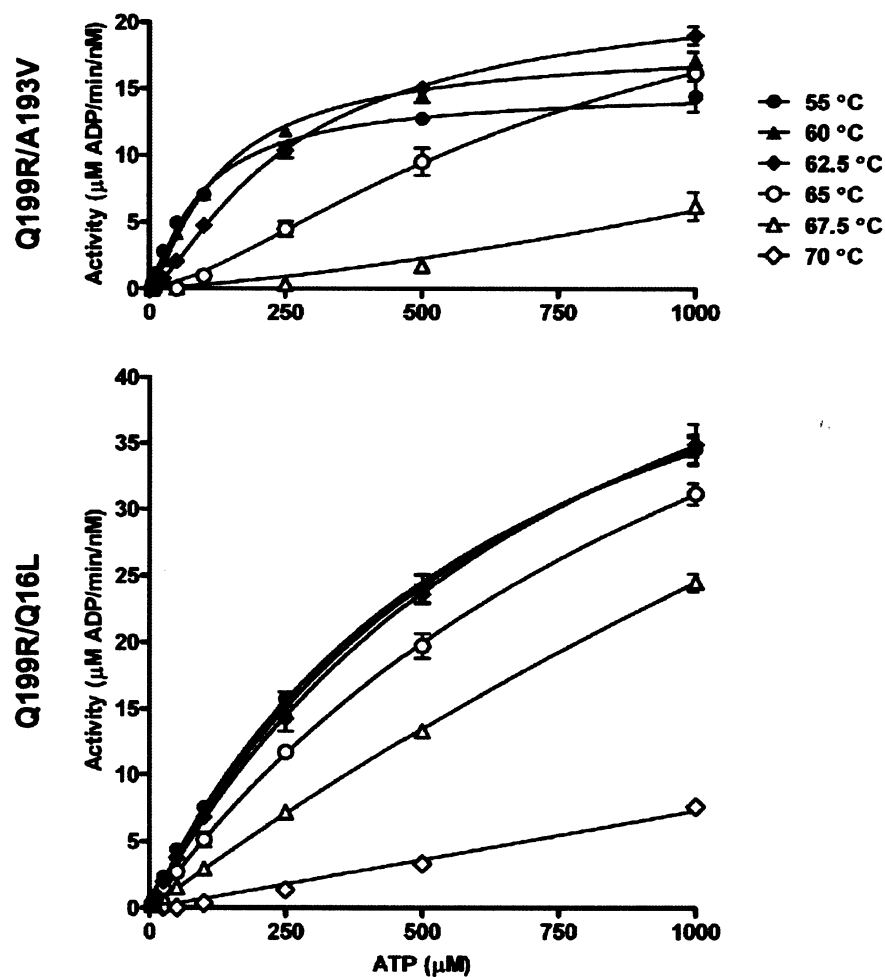 Q199R/A193V
Activity (µM ADP/min/nM)
20
15
10
5
0
0 250 500 750 1000
55 °C
60 °C
62.5 °C
65 °C
67.5 °C
70 °C
Q199R/Q16L
Activity (µM ADP/min/nM)
40
35
30
25
20
15
10
5
0
0 250 500 750 1000
ATP (µM)